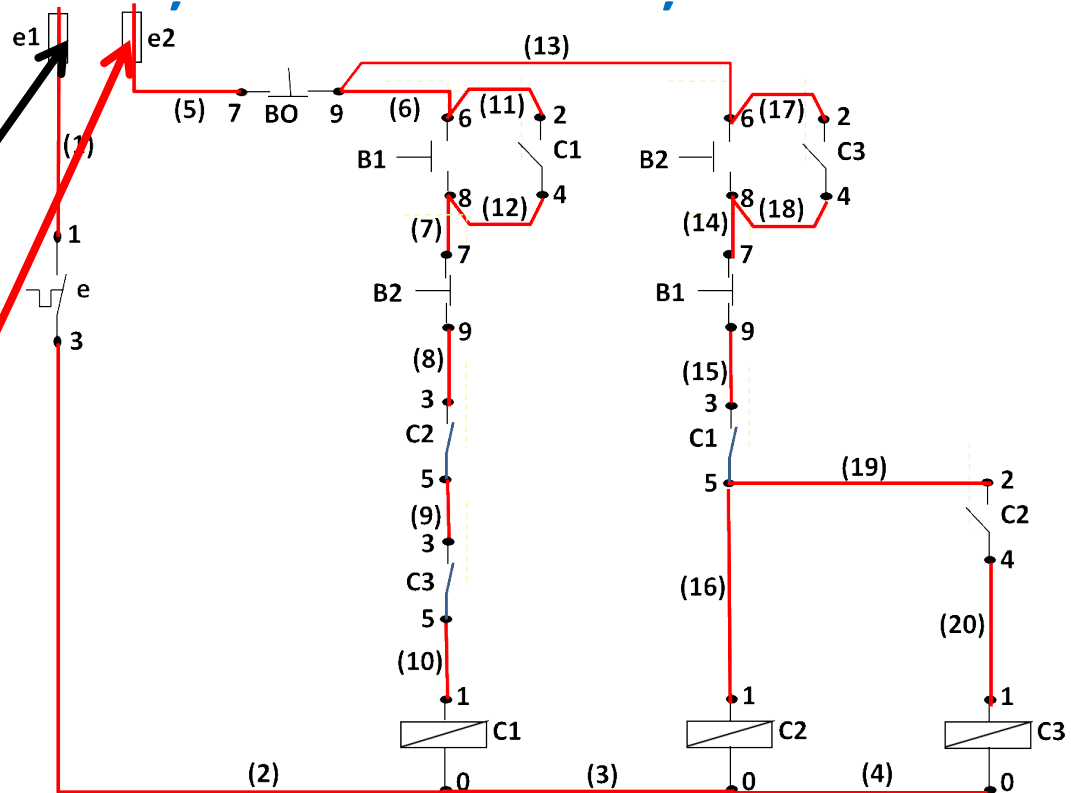 e1 e2 (13)
(5) 7 BO 9 (6) 6 (11) 2 6 (17) 2
(1) B1 C1 B2 C3
8 (12) 4 8 (18) 4
1 (7) 7 (14) 7
e B2 B1
3 9 9
(8) (15)
3 3
C2 C1
5 5 (19) 2
(9) C2
3 4
C3 (16)
5 (20)
(10)
1 1 1
C1 C2 C3
(2) 0 (3) 0 (4) 0